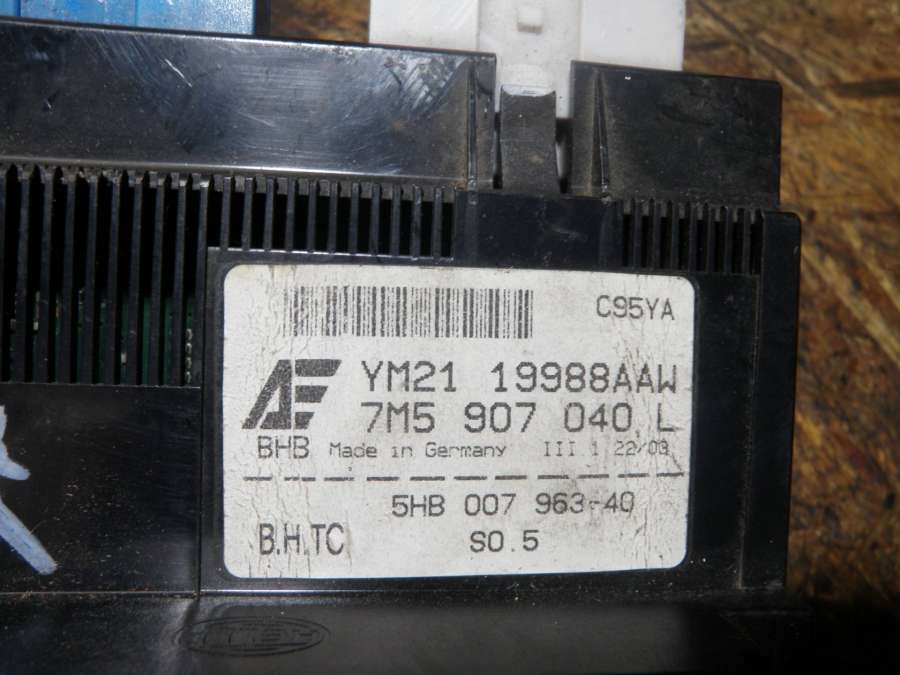 C95YA
AF YM21 19988AAW
7M5 907 040 L
BHB Made in Germany III 1 22/03
5HB 007 963-40
B.H.TC S0.5